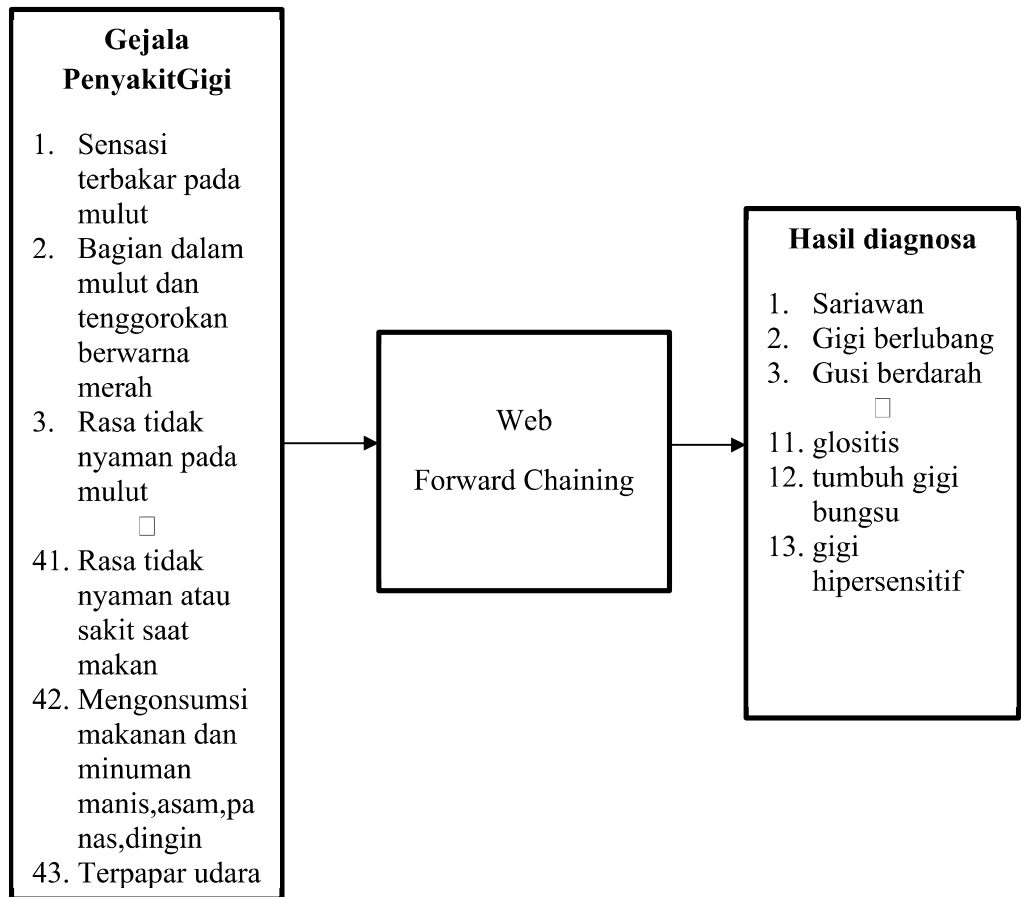 Gejala
PenyakitGigi
1. Sensasi
terbakar pada
mulut
2. Bagian dalam
mulut dan
tenggorokan
berwarna
merah
3. Rasa tidak
nyaman pada
mulut
41. Rasa tidak
nyaman atau
sakit saat
makan
42. Mengonsumsi
makanan dan
minuman
manis,asam,pa
nas,dingin
43. Terpapar udara
Web
Forward Chaining
Hasil diagnosa
1. Sariawan
2. Gigi berlubang
3. Gusi berdarah
11. glositis
12. tumbuh gigi
bungsu
13. gigi
hipersensitif